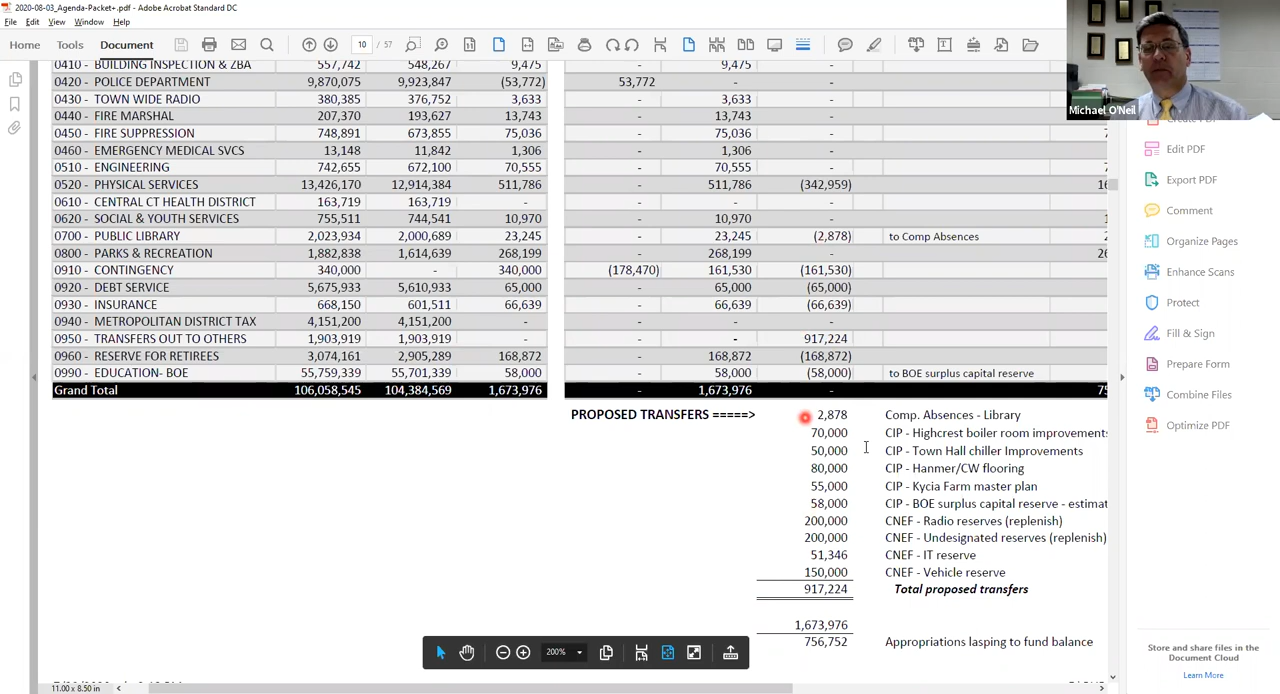 2020-08-03_Agenda-Packet+.pdf - Adobe Acrobat Standard DC
File Edit View Window Help
Home Tools Document 10 / 57
0410 - BUILDING INSPECTION & ZBA 557,742 548,267 9,475 - 9,475
0420 - POLICE DEPARTMENT 9,870,075 9,923,847 (53,772) 53,772 -
0430 - TOWN WIDE RADIO 380,385 376,752 3,633 - 3,633
0440 - FIRE MARSHAL 207,370 193,627 13,743 - 13,743
0450 - FIRE SUPPRESSION 748,891 673,855 75,036 - 75,036 7
0460 - EMERGENCY MEDICAL SVCS 13,148 11,842 1,306 - 1,306
0510 - ENGINEERING 742,655 672,100 70,555 - 70,555 7
0520 - PHYSICAL SERVICES 13,426,170 12,914,384 511,786 - 511,786 (342,959) 16
0610 - CENTRAL CT HEALTH DISTRICT 163,719 163,719 - - -
0620 - SOCIAL & YOUTH SERVICES 755,511 744,541 10,970 - 10,970 1
0700 - PUBLIC LIBRARY 2,023,934 2,000,689 23,245 - 23,245 (2,878) to Comp Absences 2
0800 - PARKS & RECREATION 1,882,838 1,614,639 268,199 - 268,199 26
0910 - CONTINGENCY 340,000 - 340,000 (178,470) 161,530 (161,530)
0920 - DEBT SERVICE 5,675,933 5,610,933 65,000 - 65,000 (65,000)
0930 - INSURANCE 668,150 601,511 66,639 - 66,639 (66,639)
0940 - METROPOLITAN DISTRICT TAX 4,151,200 4,151,200 - - -
0950 - TRANSFERS OUT TO OTHERS 1,903,919 1,903,919 - - - 917,224
0960 - RESERVE FOR RETIREES 3,074,161 2,905,289 168,872 - 168,872 (168,872)
0990 - EDUCATION- BOE 55,759,339 55,701,339 58,000 - 58,000 (58,000) to BOE surplus capital reserve
Grand Total 106,058,545 104,384,569 1,673,976 - 1,673,976 - 75
PROPOSED TRANSFERS =====> 2,878 Comp. Absences - Library
70,000 CIP - Highcrest boiler room improvements
50,000 CIP - Town Hall chiller Improvements
80,000 CIP - Hanmer/CW flooring
55,000 CIP - Kycia Farm master plan
58,000 CIP - BOE surplus capital reserve - estimat
200,000 CNEF - Radio reserves (replenish)
200,000 CNEF - Undesignated reserves (replenish)
51,346 CNEF - IT reserve
150,000 CNEF - Vehicle reserve
917,224 Total proposed transfers
1,673,976
756,752 Appropriations lasping to fund balance
200%
11.00 x 8.50 in
Michael O'Neil
Create PDF
Edit PDF
Export PDF
Comment
Organize Pages
Enhance Scans
Protect
Fill & Sign
Prepare Form
Combine Files
Optimize PDF
Store and share files in the
Document Cloud
Learn More